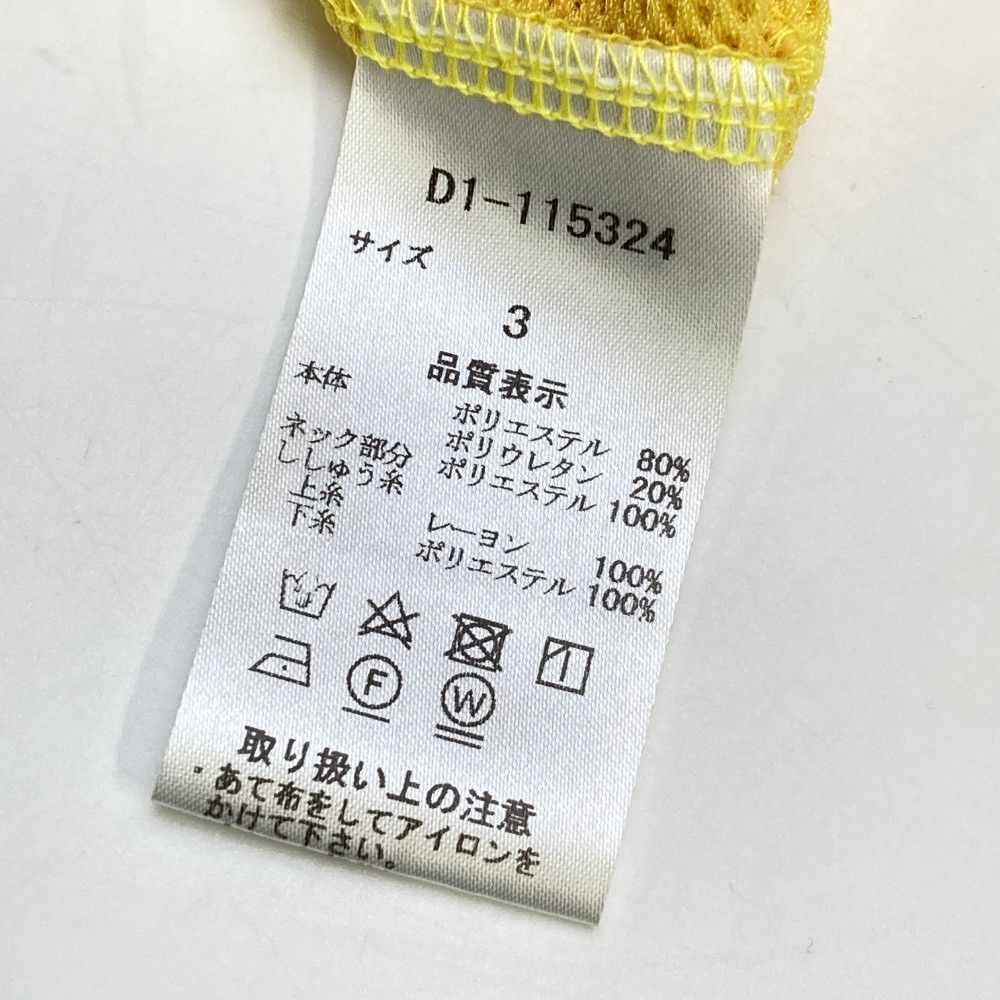 D1-115324
サイズ
3
品質表示
本体 ポリエステル 80%
ポリウレタン 20%
ネック部分 ポリエステル 100%
ししゅう糸
上糸 レーヨン 100%
下糸 ポリエステル 100%
F
W
取り扱い上の注意
・あて布をしてアイロンを
かけて下さい。